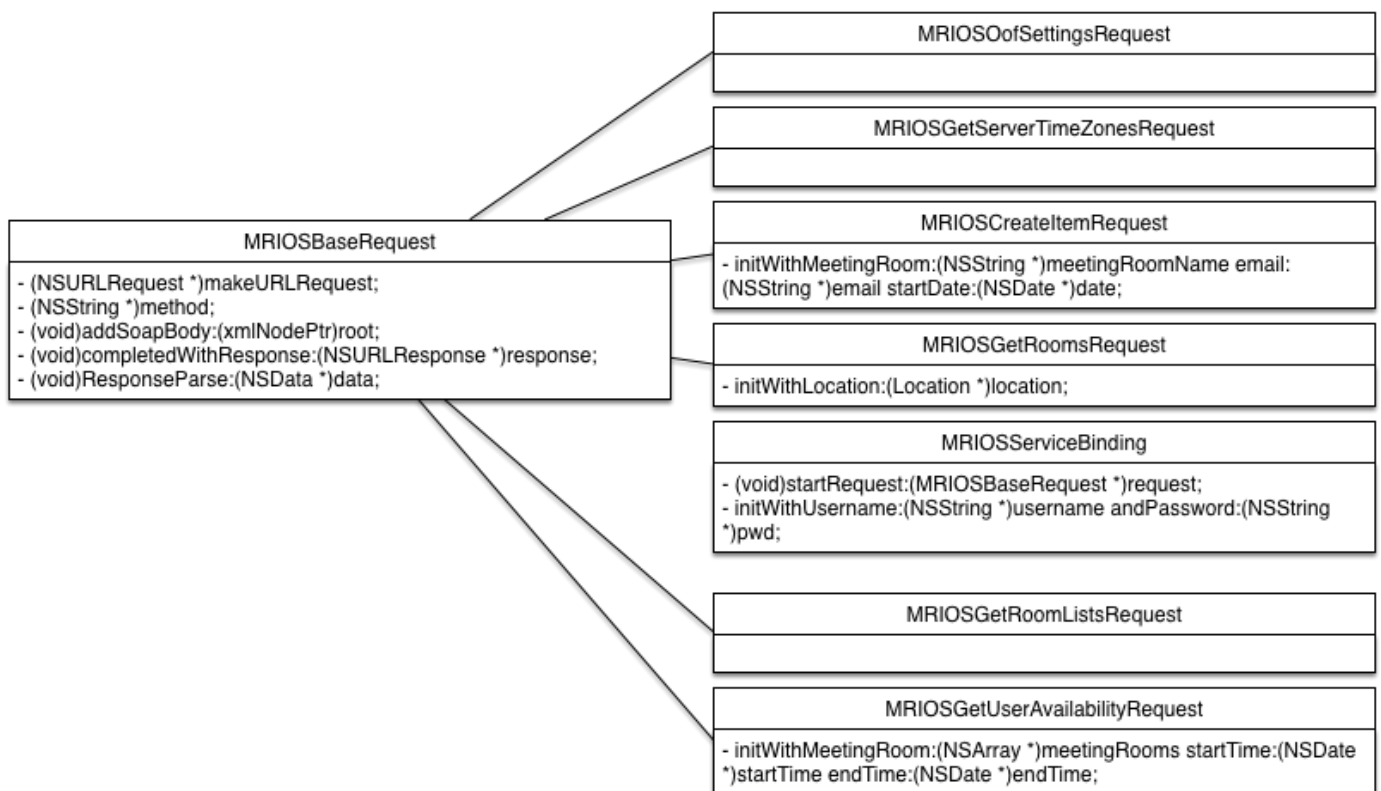 MRIOSOofSettingsRequest
MRIOSGetServerTimeZonesRequest
MRIOSBaseRequest
- (NSURLRequest *)makeURLRequest;
- (NSString *)method;
- (void)addSoapBody:(xmlNodePtr)root;
- (void)completedWithResponse:(NSURLResponse *)response;
- (void)ResponseParse:(NSData *)data;
MRIOSCreateItemRequest
- initWithMeetingRoom:(NSString *)meetingRoomName email:
(NSString *)email startDate:(NSDate *)date;
MRIOSGetRoomsRequest
- initWithLocation:(Location *)location;
MRIOSServiceBinding
- (void)startRequest:(MRIOSBaseRequest *)request;
- initWithUsername:(NSString *)username andPassword:(NSString
*)pwd;
MRIOSGetRoomListsRequest
MRIOSGetUserAvailabilityRequest
- initWithMeetingRoom:(NSArray *)meetingRooms startTime:(NSDate
*)startTime endTime:(NSDate *)endTime;